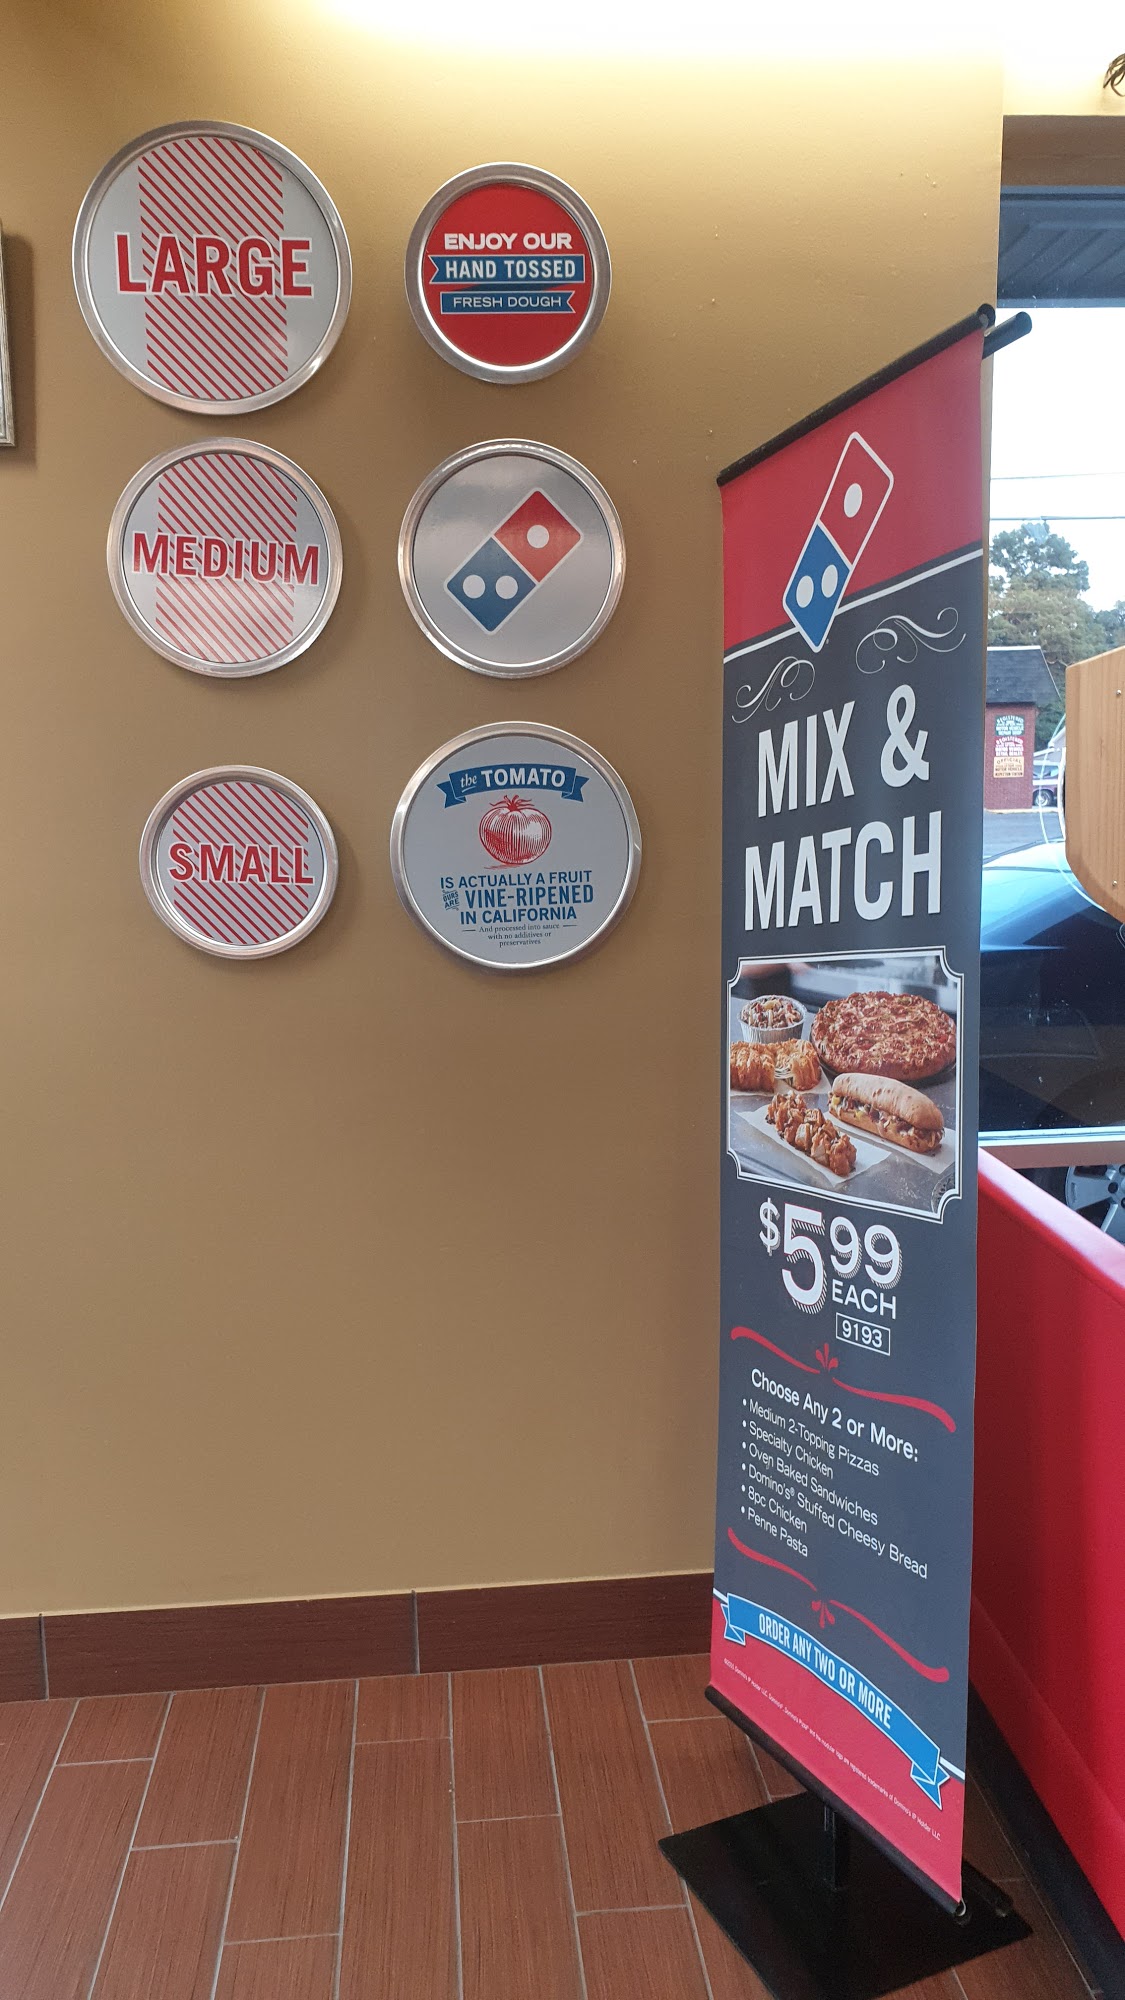 LARGE
ENJOY OUR
HAND TOSSED
FRESH DOUGH
MEDIUM
SMALL
the TOMATO
IS ACTUALLY A FRUIT
OURS ARE VINE-RIPENED
IN CALIFORNIA
And processed into sauce
with no additives or
preservatives
MIX &
MATCH
$5.99
EACH
9193
Choose Any 2 or More:
• Medium 2-Topping Pizzas
• Specialty Chicken
• Oven Baked Sandwiches
• Domino's® Stuffed Cheesy Bread
• 8pc Chicken
• Penne Pasta
ORDER ANY TWO OR MORE
OFFICIAL